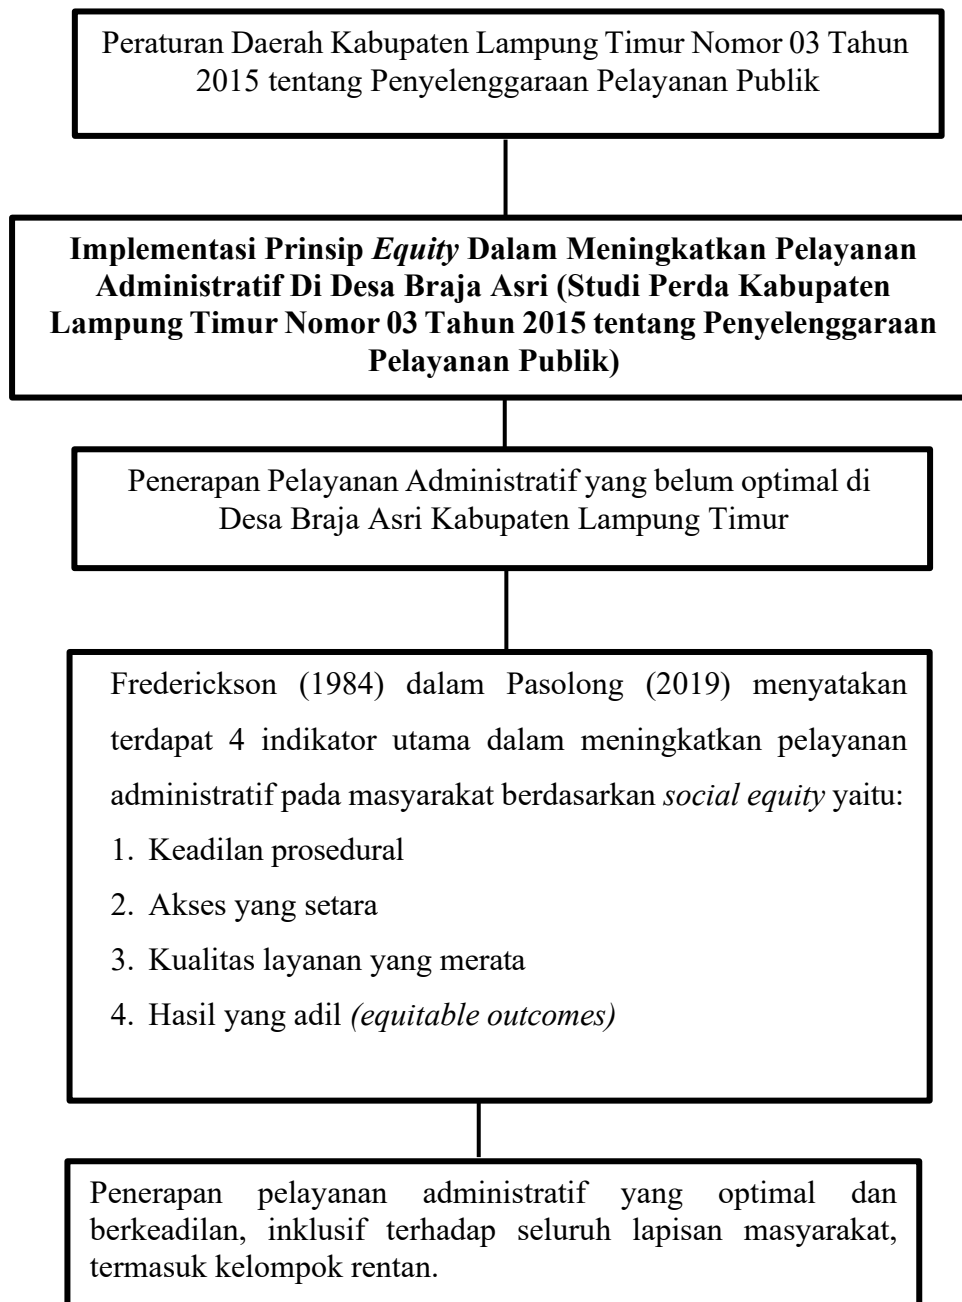 Peraturan Daerah Kabupaten Lampung Timur Nomor 03 Tahun
2015 tentang Penyelenggaraan Pelayanan Publik
Implementasi Prinsip Equity Dalam Meningkatkan Pelayanan
Administratif Di Desa Braja Asri (Studi Perda Kabupaten
Lampung Timur Nomor 03 Tahun 2015 tentang Penyelenggaraan
Pelayanan Publik)
Penerapan Pelayanan Administratif yang belum optimal di
Desa Braja Asri Kabupaten Lampung Timur
Frederickson (1984) dalam Pasolong (2019) menyatakan
terdapat 4 indikator utama dalam meningkatkan pelayanan
administratif pada masyarakat berdasarkan social equity yaitu:
1. Keadilan prosedural
2. Akses yang setara
3. Kualitas layanan yang merata
4. Hasil yang adil (equitable outcomes)
Penerapan pelayanan administratif yang optimal dan
berkeadilan, inklusif terhadap seluruh lapisan masyarakat,
termasuk kelompok rentan.